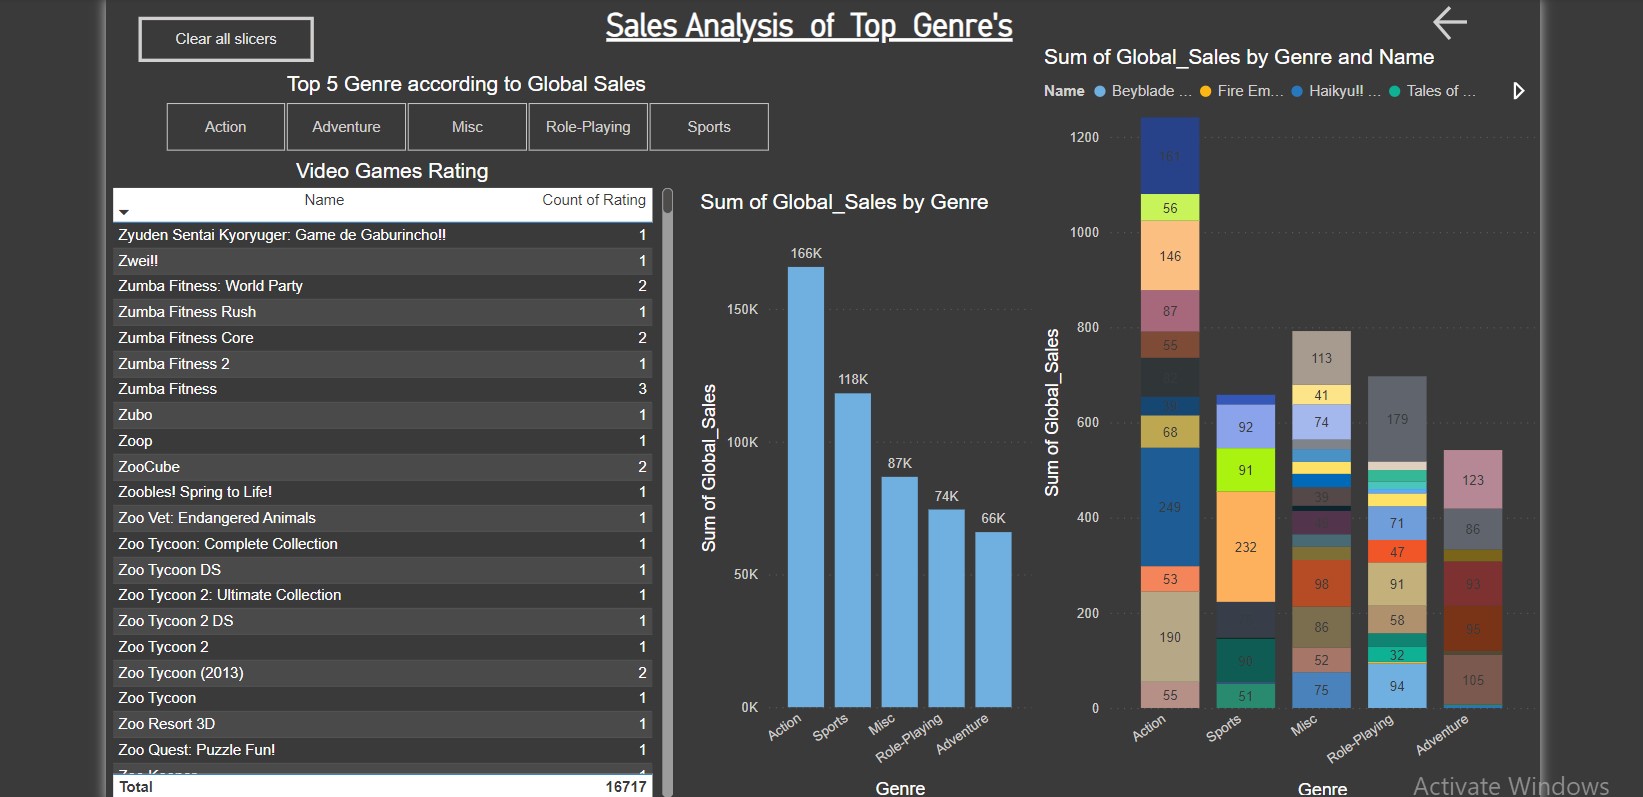 Clear all slicers
Sales Analysis of Top Genre's
Top 5 Genre according to Global Sales
Action Adventure Misc Role-Playing Sports
Video Games Rating
Name Count of Rating
Zyuden Sentai Kyoryuger: Game de Gaburincho!! 1
Zwei!! 1
Zumba Fitness: World Party 2
Zumba Fitness Rush 1
Zumba Fitness Core 2
Zumba Fitness 2 1
Zumba Fitness 3
Zubo 1
Zoop 1
ZooCube 2
Zoobles! Spring to Life! 1
Zoo Vet: Endangered Animals 1
Zoo Tycoon: Complete Collection 1
Zoo Tycoon DS 1
Zoo Tycoon 2: Ultimate Collection 1
Zoo Tycoon 2 DS 1
Zoo Tycoon 2 1
Zoo Tycoon (2013) 2
Zoo Tycoon 1
Zoo Resort 3D 1
Zoo Quest: Puzzle Fun! 1
Total 16717
Sum of Global_Sales by Genre
Sum of Global_Sales
150K
100K
50K
0K
166K
118K
87K
74K
66K
Action Sports Misc Role-Playing Adventure
Genre
Sum of Global_Sales by Genre and Name
Name Beyblade ... Fire Em... Haikyu!! ... Tales of ...
Sum of Global_Sales
1200
1000
800
600
400
200
0
161
56
146
87
55
68
249
53
190
55
92
91
232
90
51
113
41
74
39
98
86
52
75
179
71
47
91
58
32
94
123
86
93
95
105
Action Sports Misc Role-Playing Adventure
Genre
Activate Windows